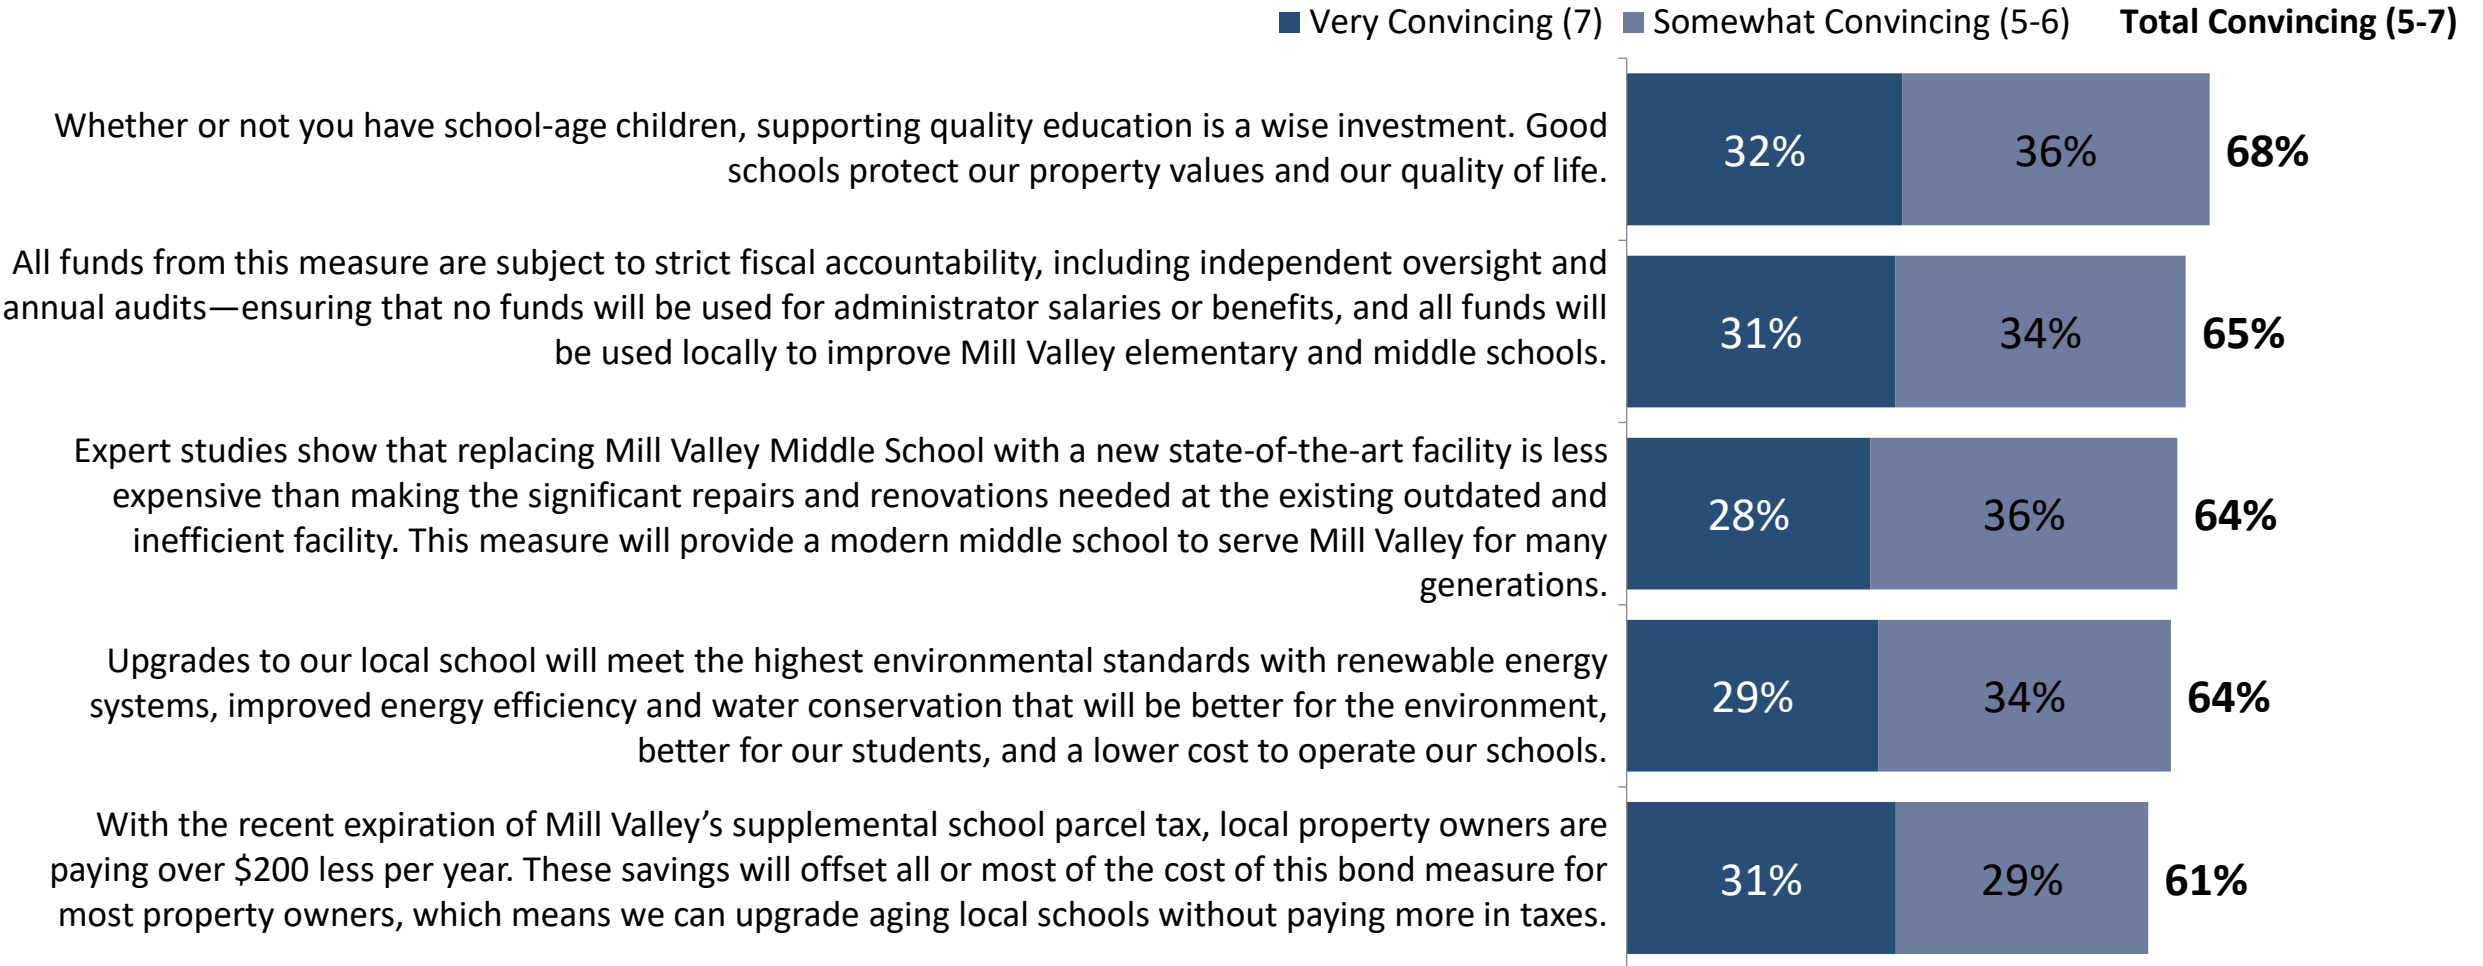 Very Convincing (7) Somewhat Convincing (5-6) Total Convincing (5-7)
Whether or not you have school-age children, supporting quality education is a wise investment. Good
schools protect our property values and our quality of life.
32% 36% 68%
All funds from this measure are subject to strict fiscal accountability, including independent oversight and
annual audits—ensuring that no funds will be used for administrator salaries or benefits, and all funds will
be used locally to improve Mill Valley elementary and middle schools.
31% 34% 65%
Expert studies show that replacing Mill Valley Middle School with a new state-of-the-art facility is less
expensive than making the significant repairs and renovations needed at the existing outdated and
inefficient facility. This measure will provide a modern middle school to serve Mill Valley for many
generations.
28% 36% 64%
Upgrades to our local school will meet the highest environmental standards with renewable energy
systems, improved energy efficiency and water conservation that will be better for the environment,
better for our students, and a lower cost to operate our schools.
29% 34% 64%
With the recent expiration of Mill Valley’s supplemental school parcel tax, local property owners are
paying over $200 less per year. These savings will offset all or most of the cost of this bond measure for
most property owners, which means we can upgrade aging local schools without paying more in taxes.
31% 29% 61%